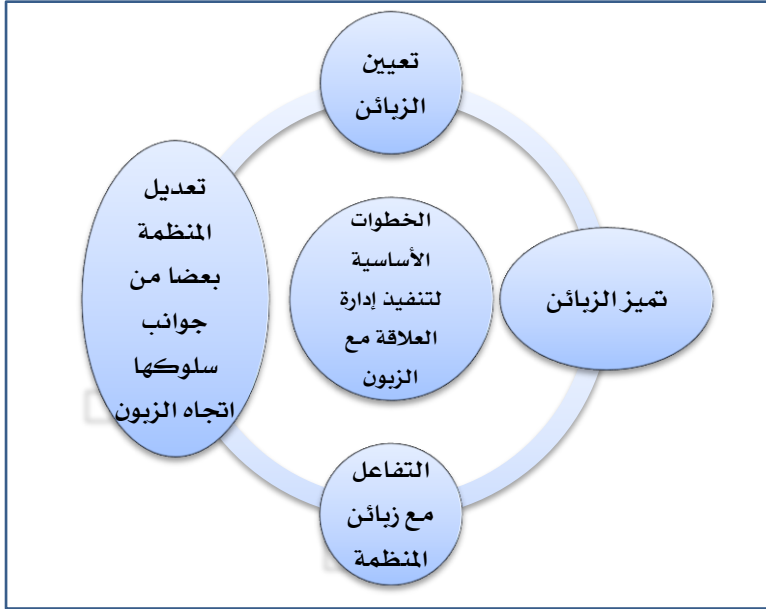 تعيين
الزبائن
تميز الزبائن
التفاعل
مع زبائن
المنظمة
تعديل
المنظمة
بعضا من
جوانب
سلوكها
اتجاه الزبون
الخطوات
الأساسية
لتنفيذ إدارة
العلاقة مع
الزبون